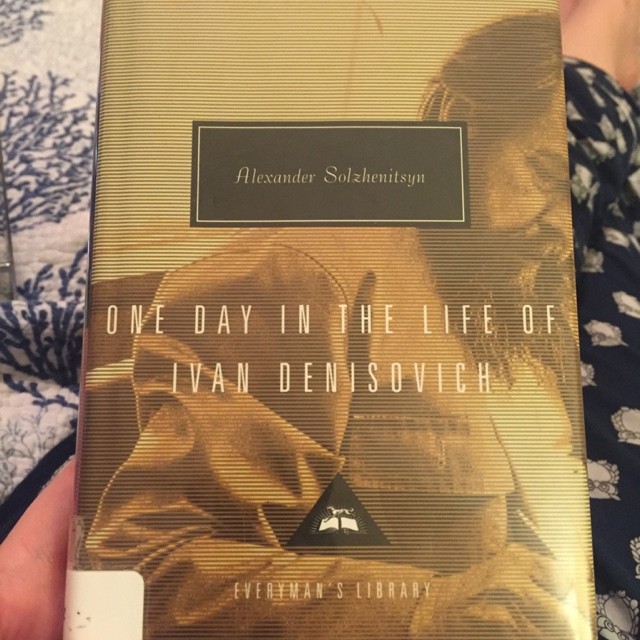 Alexander Solzhenitsyn
ONE DAY IN THE LIFE OF
IVAN DENISOVICH
EVERYMAN'S LIBRARY